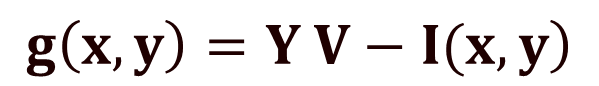 g(x, y) = Y V − I(x, y)